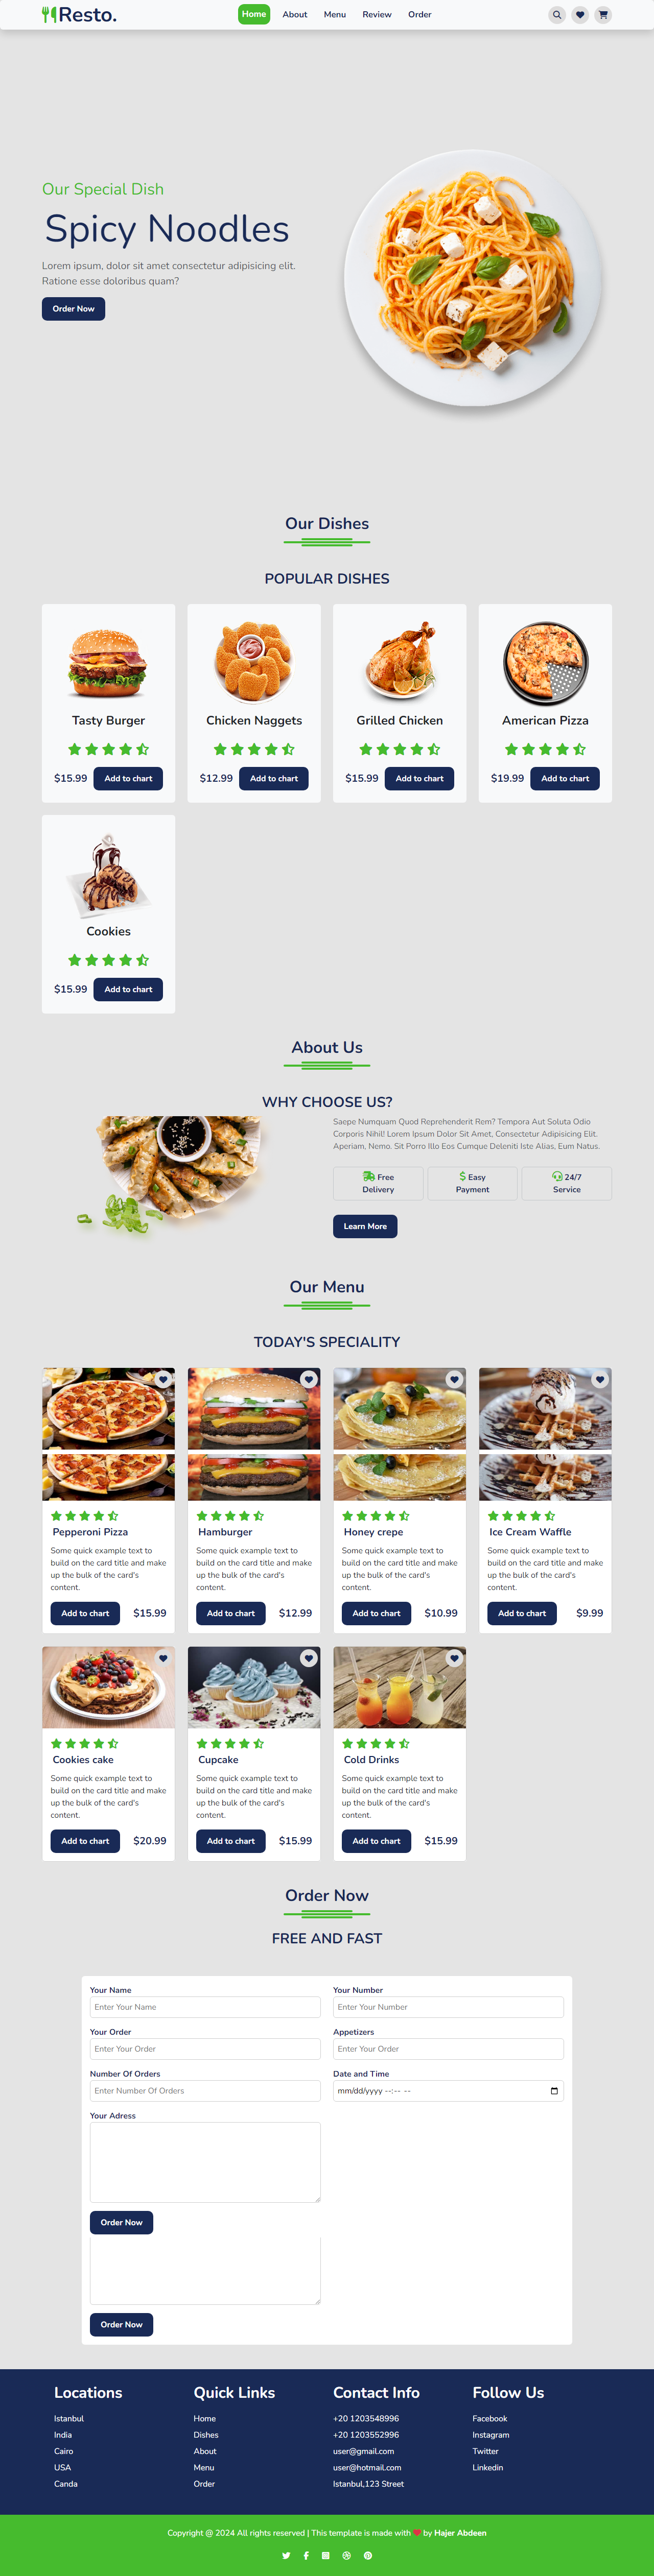 Resto.
Home About Menu Review Order
Our Special Dish
Spicy Noodles
Lorem ipsum, dolor sit amet consectetur adipisicing elit.
Ratione esse doloribus quam?
Order Now
Our Dishes
POPULAR DISHES
Tasty Burger
$15.99 Add to chart
Chicken Naggets
$12.99 Add to chart
Grilled Chicken
$15.99 Add to chart
American Pizza
$19.99 Add to chart
Cookies
$15.99 Add to chart
About Us
WHY CHOOSE US?
Saepe Numquam Quod Reprehenderit Rem? Tempora Aut Soluta Odio
Corporis Nihil! Lorem Ipsum Dolor Sit Amet, Consectetur Adipisicing Elit.
Aperiam, Nemo. Sit Porro Illo Eos Cumque Deleniti Iste Alias, Eum Natus.
Free
Delivery
Easy
Payment
24/7
Service
Learn More
Our Menu
TODAY'S SPECIALITY
Pepperoni Pizza
Some quick example text to
build on the card title and make
up the bulk of the card's
content.
Add to chart $15.99
Hamburger
Some quick example text to
build on the card title and make
up the bulk of the card's
content.
Add to chart $12.99
Honey crepe
Some quick example text to
build on the card title and make
up the bulk of the card's
content.
Add to chart $10.99
Ice Cream Waffle
Some quick example text to
build on the card title and make
up the bulk of the card's
content.
Add to chart $9.99
Cookies cake
Some quick example text to
build on the card title and make
up the bulk of the card's
content.
Add to chart $20.99
Cupcake
Some quick example text to
build on the card title and make
up the bulk of the card's
content.
Add to chart $15.99
Cold Drinks
Some quick example text to
build on the card title and make
up the bulk of the card's
content.
Add to chart $15.99
Order Now
FREE AND FAST
Your Name
Enter Your Name
Your Number
Enter Your Number
Your Order
Enter Your Order
Appetizers
Enter Your Order
Number Of Orders
Enter Number Of Orders
Date and Time
mm/dd/yyyy --:-- --
Your Adress
Order Now
Order Now
Locations
Istanbul
India
Cairo
USA
Canda
Quick Links
Home
Dishes
About
Menu
Order
Contact Info
+20 1203548996
+20 1203552996
user@gmail.com
user@hotmail.com
Istanbul,123 Street
Follow Us
Facebook
Instagram
Twitter
Linkedin
Copyright @ 2024 All rights reserved | This template is made with ❤ by Hajer Abdeen